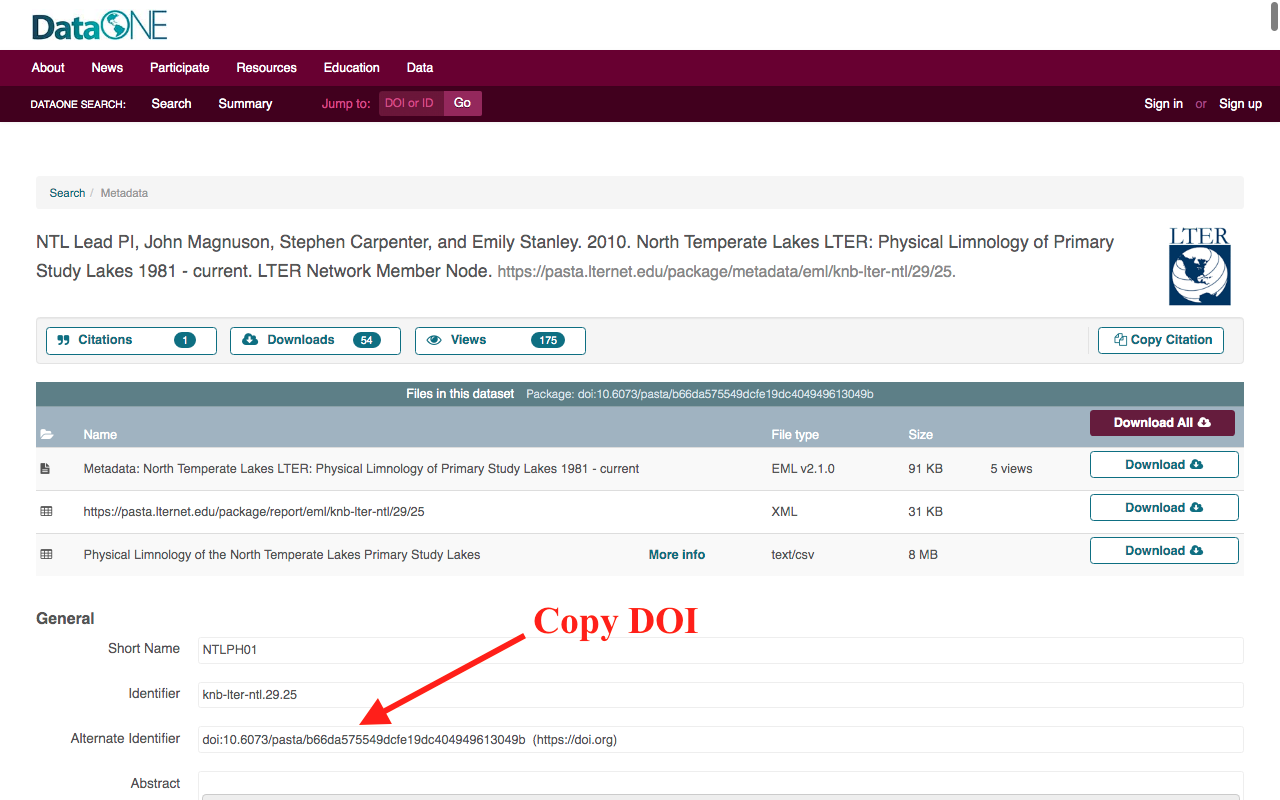 DataONE
About News Participate Resources Education Data
DATAONE SEARCH: Search Summary Jump to: DOI or ID Go Sign in or Sign up
Search / Metadata
NTL Lead PI, John Magnuson, Stephen Carpenter, and Emily Stanley. 2010. North Temperate Lakes LTER: Physical Limnology of Primary
Study Lakes 1981 - current. LTER Network Member Node. https://pasta.lternet.edu/package/metadata/eml/knb-lter-ntl/29/25.
LTER
Citations 1 Downloads 54 Views 175 Copy Citation
Files in this dataset Package: doi:10.6073/pasta/b66da575549dcfe19dc404949613049b
Name File type Size Download All
Metadata: North Temperate Lakes LTER: Physical Limnology of Primary Study Lakes 1981 - current EML v2.1.0 91 KB 5 views Download
https://pasta.lternet.edu/package/report/eml/knb-lter-ntl/29/25 XML 31 KB Download
Physical Limnology of the North Temperate Lakes Primary Study Lakes More info text/csv 8 MB Download
General
Copy DOI
Short Name NTLPH01
Identifier knb-lter-ntl.29.25
Alternate Identifier doi:10.6073/pasta/b66da575549dcfe19dc404949613049b (https://doi.org)
Abstract